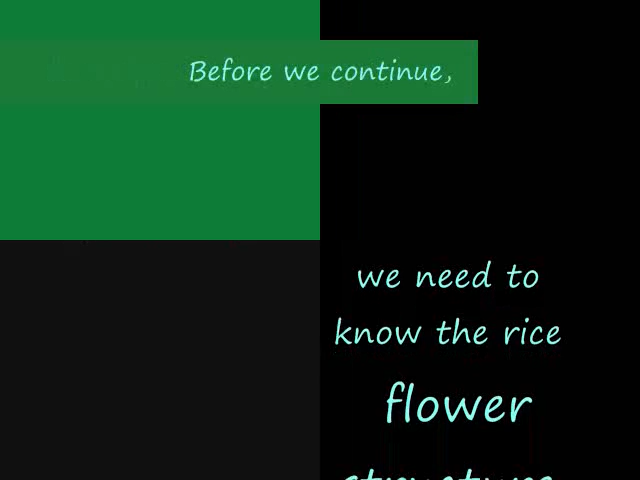 Before we continue,
we need to
know the rice
flower